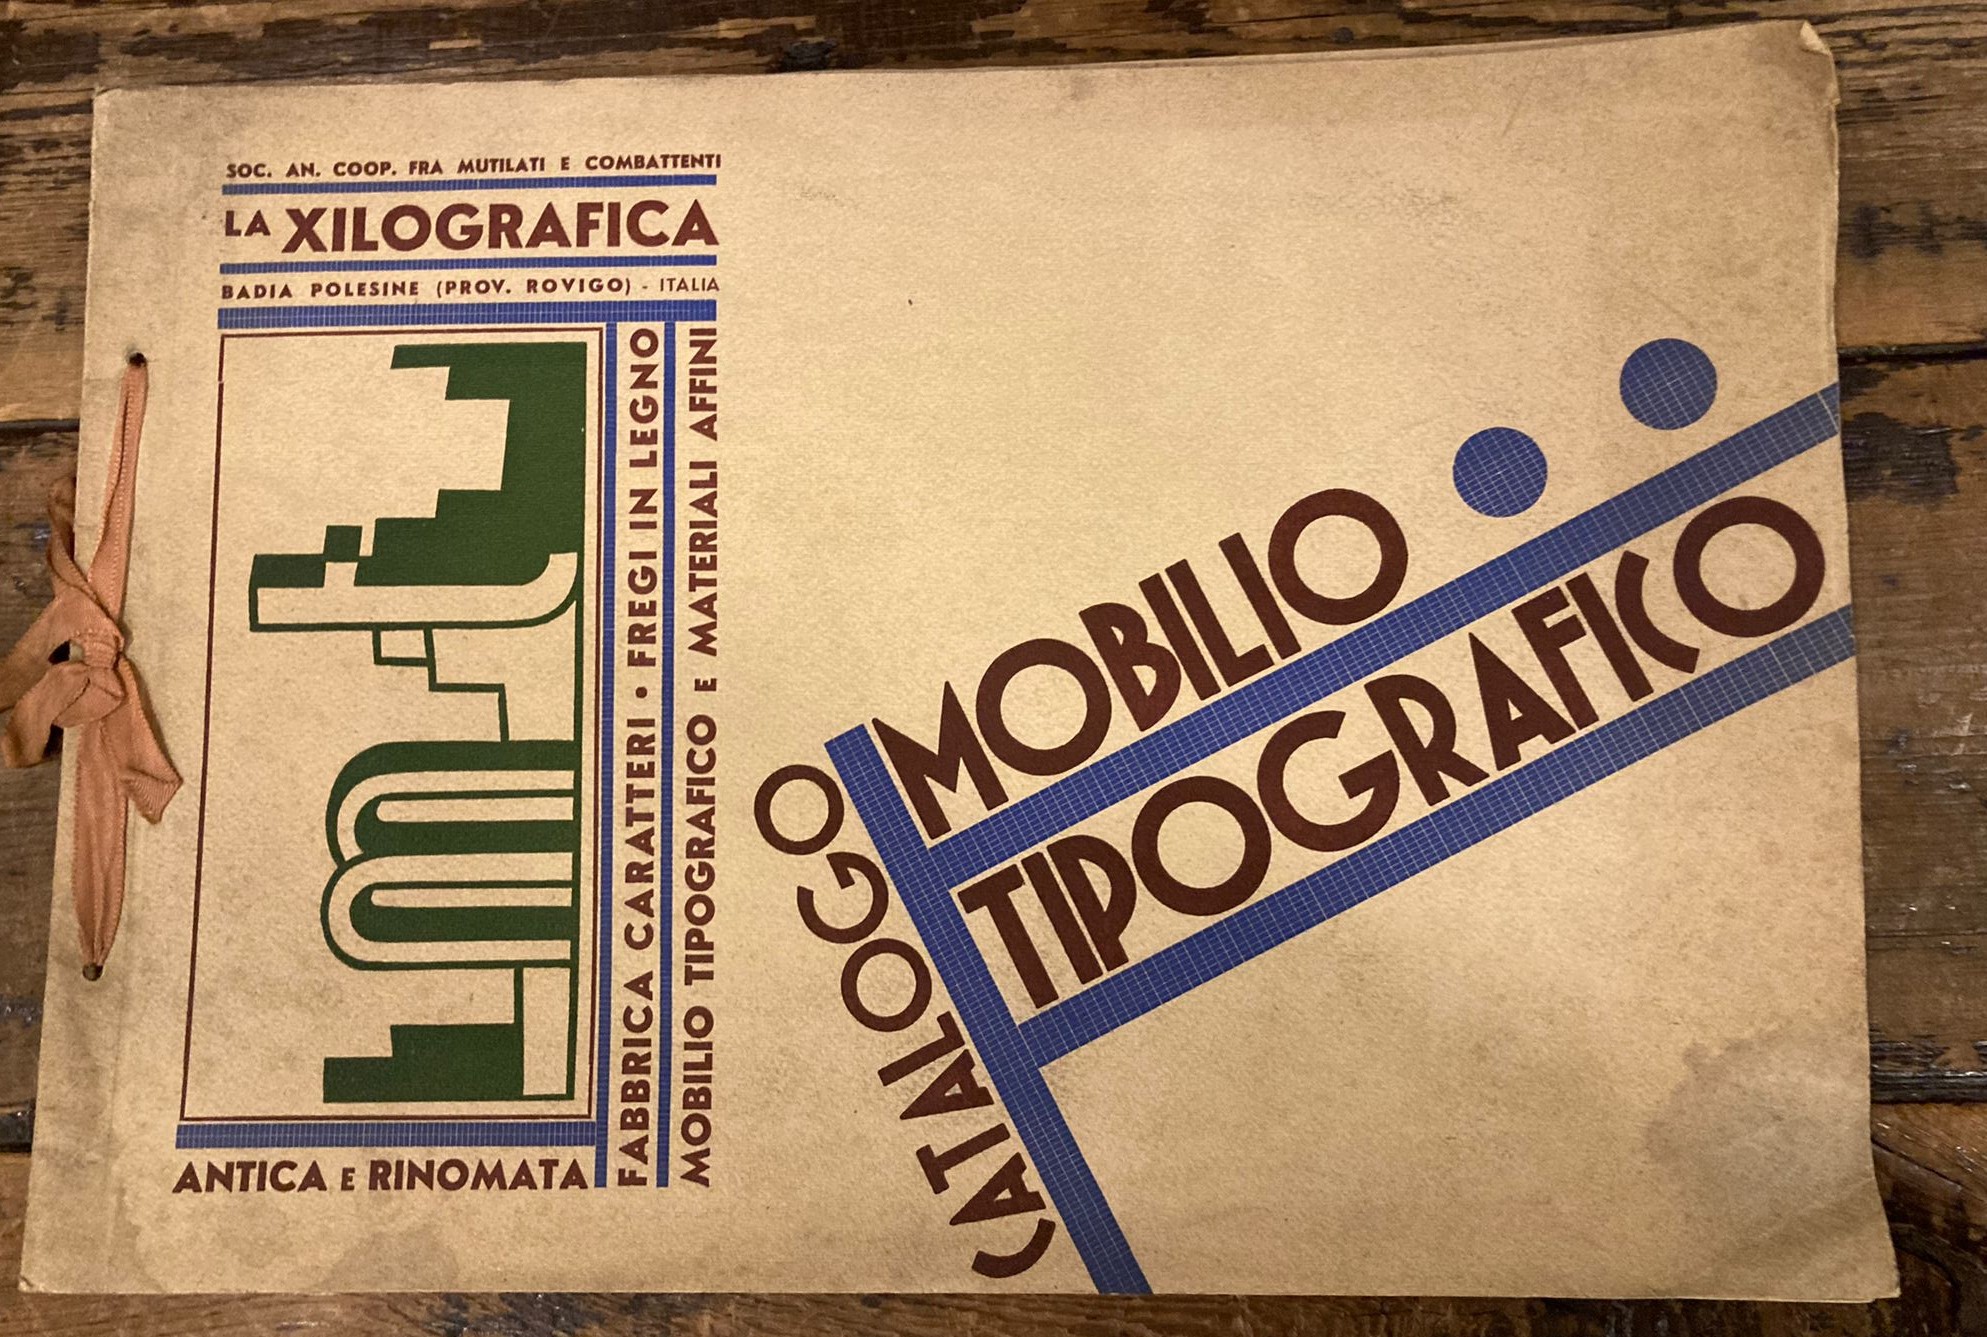 SOC. AN. COOP. FRA MUTILATI E COMBATTENTI
LA XILOGRAFICA
BADIA POLESINE (PROV. ROVIGO) - ITALIA
ANTICA E RINOMATA
FABBRICA CARATTERI • FREGI IN LEGNO
MOBILIO TIPOGRAFICO E MATERIALI AFFINI
CATALOGO
MOBILIO
TIPOGRAFICO